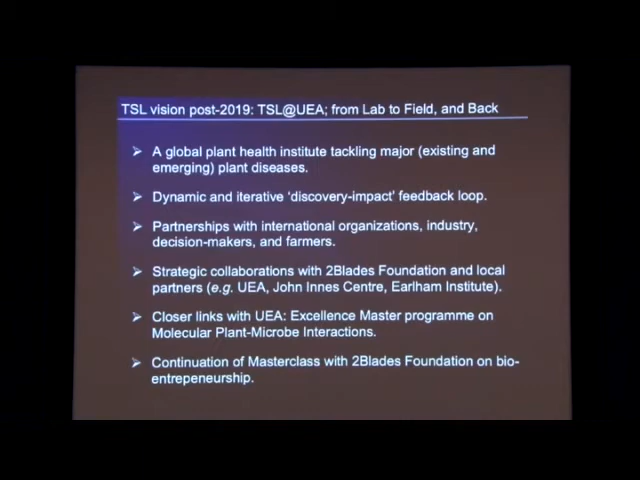 TSL vision post-2019: TSL@UEA; from Lab to Field, and Back
➢ A global plant health institute tackling major (existing and
emerging) plant diseases.
➢ Dynamic and iterative ‘discovery-impact’ feedback loop.
➢ Partnerships with international organizations, industry,
decision-makers, and farmers.
➢ Strategic collaborations with 2Blades Foundation and local
partners (e.g. UEA, John Innes Centre, Earlham Institute).
➢ Closer links with UEA: Excellence Master programme on
Molecular Plant-Microbe Interactions.
➢ Continuation of Masterclass with 2Blades Foundation on bio-
entrepeneurship.